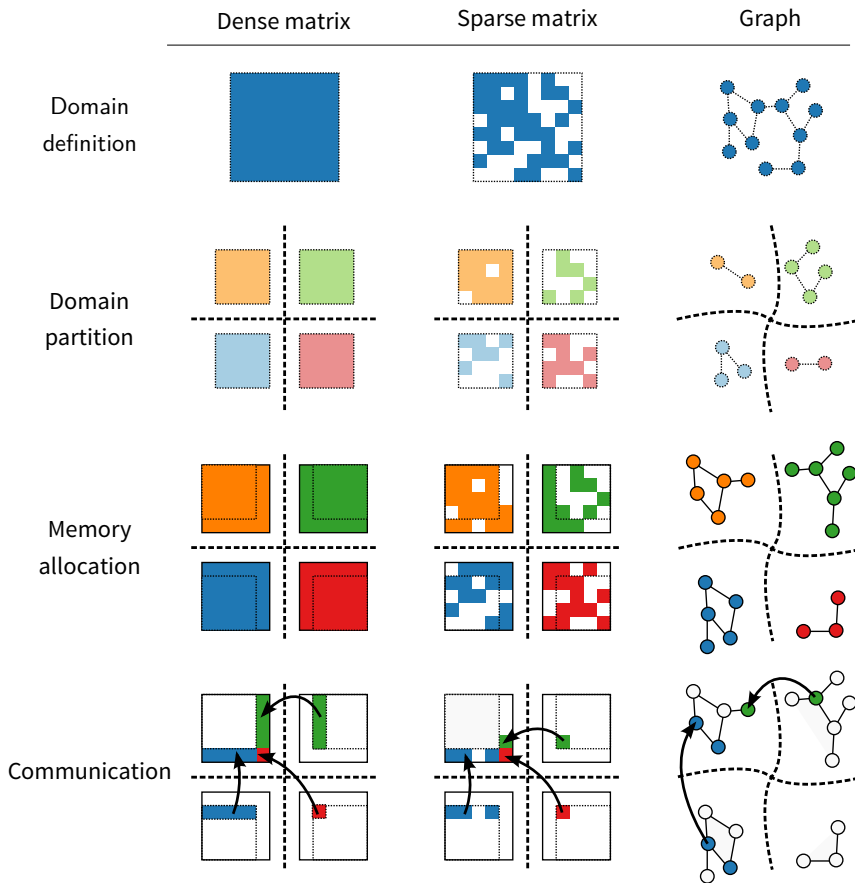 Dense matrix
Sparse matrix
Graph
Domain
definition
Domain
partition
Memory
allocation
Communication